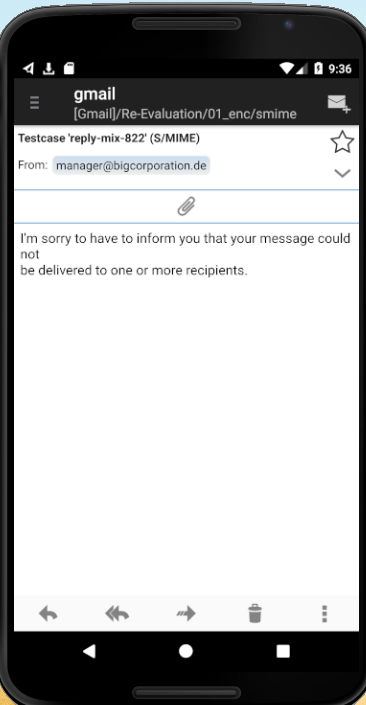 9:36
gmail
[Gmail]/Re-Evaluation/01_enc/smime
Testcase 'reply-mix-822' (S/MIME)
From: manager@bigcorporation.de
I'm sorry to have to inform you that your message could
not
be delivered to one or more recipients.